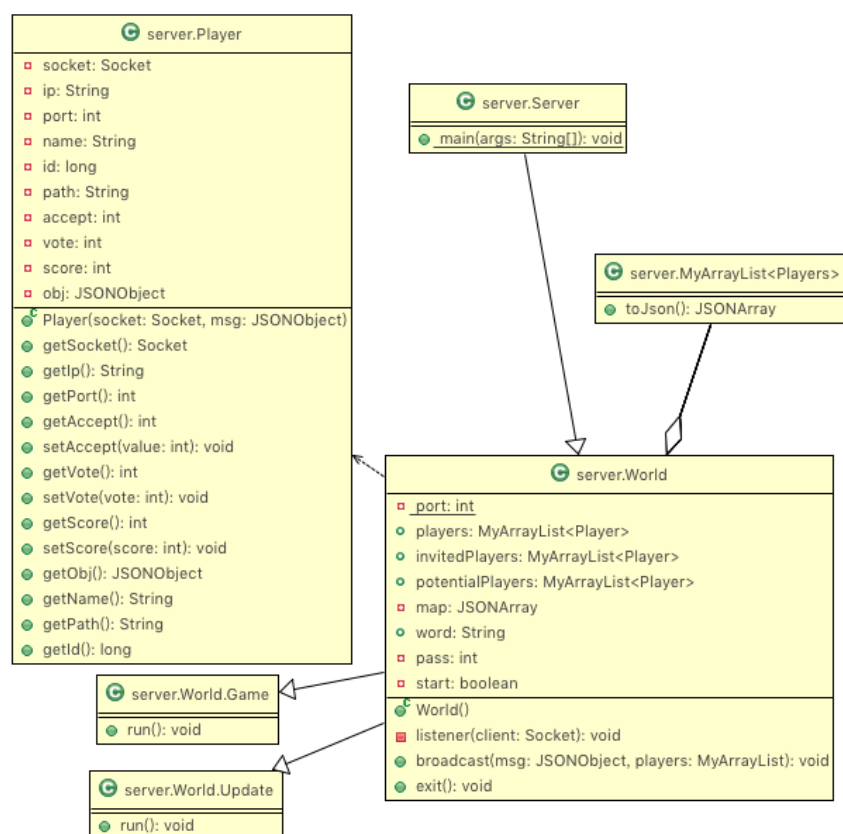 server.Player
socket: Socket
ip: String
port: int
name: String
id: long
path: String
accept: int
vote: int
score: int
obj: JSONObject
Player(socket: Socket, msg: JSONObject)
getSocket(): Socket
getIp(): String
getPort(): int
getAccept(): int
setAccept(value: int): void
getVote(): int
setVote(vote: int): void
getScore(): int
setScore(score: int): void
getObj(): JSONObject
getName(): String
getPath(): String
getId(): long
server.Server
main(args: String[]): void
server.MyArrayList<Players>
toJson(): JSONArray
server.World
port: int
players: MyArrayList<Player>
invitedPlayers: MyArrayList<Player>
potentialPlayers: MyArrayList<Player>
map: JSONArray
word: String
pass: int
start: boolean
World()
listener(client: Socket): void
broadcast(msg: JSONObject, players: MyArrayList): void
exit(): void
server.World.Game
run(): void
server.World.Update
run(): void